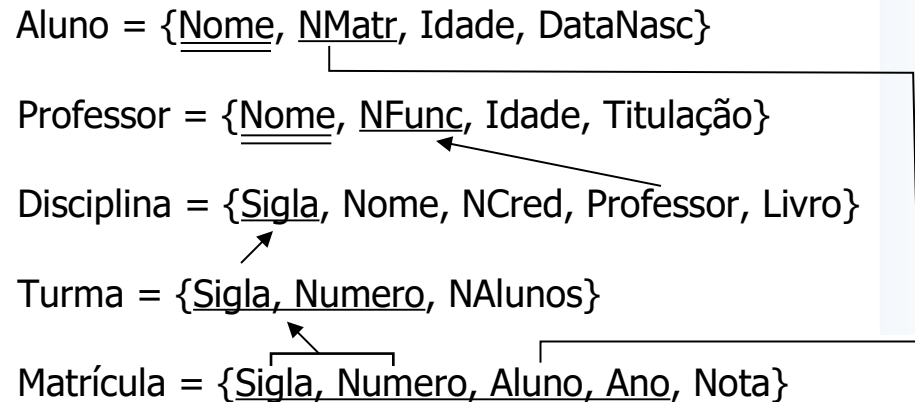 Aluno = {Nome, NMatr, Idade, DataNasc}
Professor = {Nome, NFunc, Idade, Titulação}
Disciplina = {Sigla, Nome, NCred, Professor, Livro}
Turma = {Sigla, Numero, NAlunos}
Matrícula = {Sigla, Numero, Aluno, Ano, Nota}